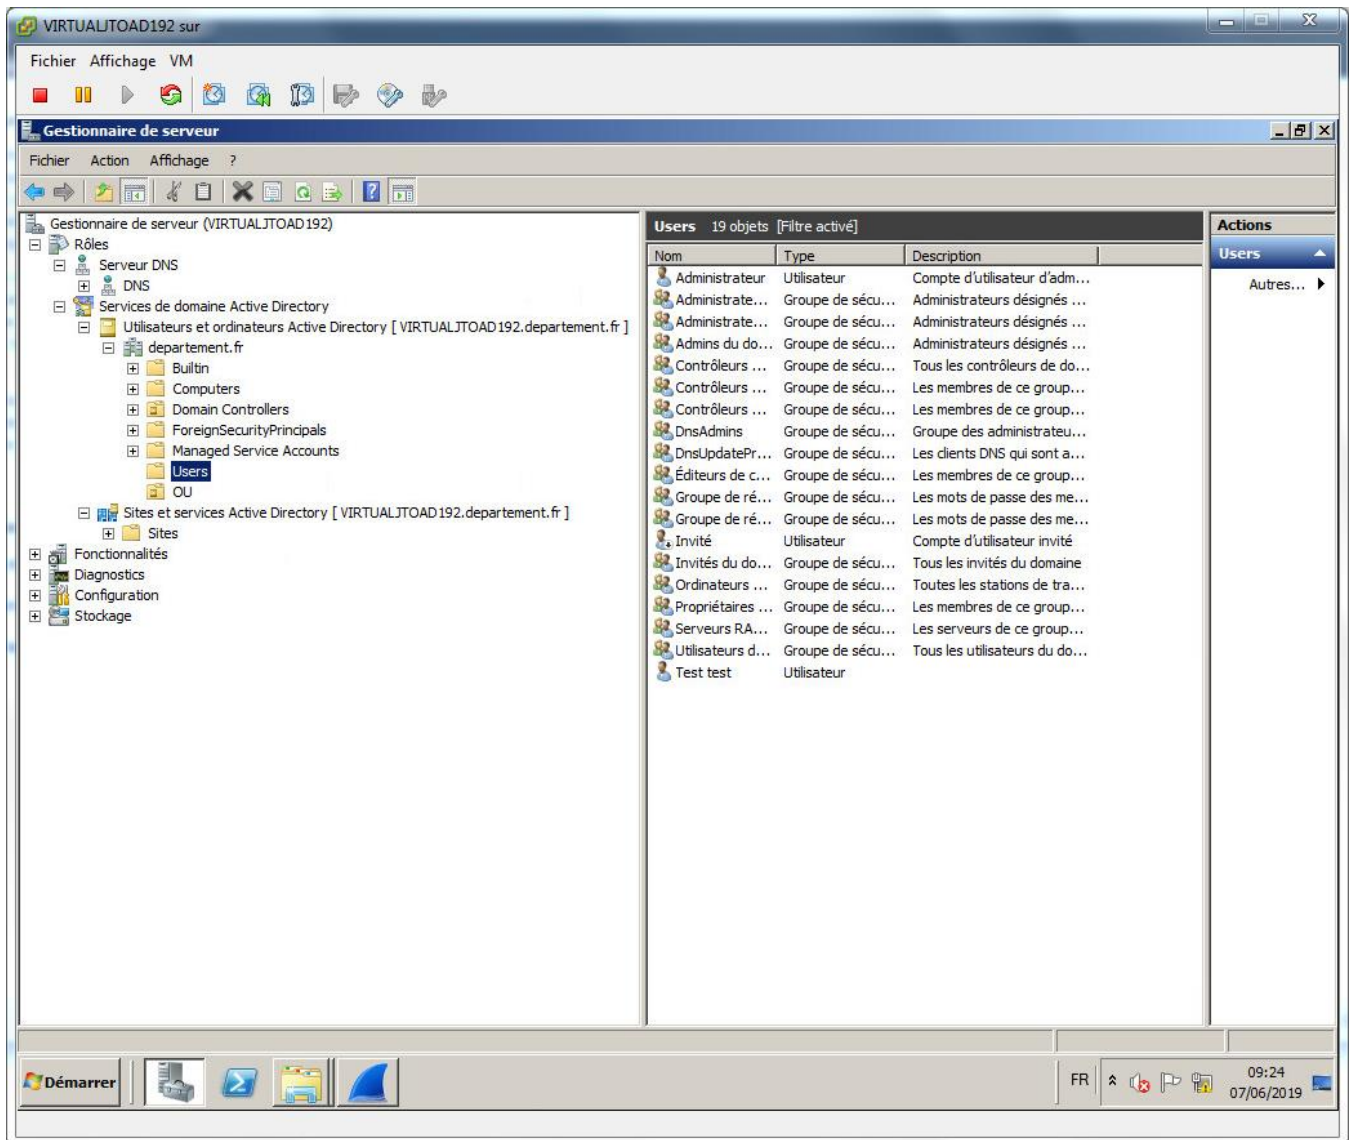 VIRTUALJTOAD192 sur
Fichier Affichage VM
Gestionnaire de serveur
Fichier Action Affichage ?
Gestionnaire de serveur (VIRTUALJTOAD192)
Rôles
Serveur DNS
DNS
Services de domaine Active Directory
Utilisateurs et ordinateurs Active Directory [ VIRTUALJTOAD192.departement.fr ]
departement.fr
Builtin
Computers
Domain Controllers
ForeignSecurityPrincipals
Managed Service Accounts
Users
OU
Sites et services Active Directory [ VIRTUALJTOAD192.departement.fr ]
Sites
Fonctionnalités
Diagnostics
Configuration
Stockage
Users 19 objets [Filtre activé]
Nom Type Description
Administrateur Utilisateur Compte d'utilisateur d'adm...
Administrate... Groupe de sécu... Administrateurs désignés ...
Administrate... Groupe de sécu... Administrateurs désignés ...
Admins du do... Groupe de sécu... Administrateurs désignés ...
Contrôleurs ... Groupe de sécu... Tous les contrôleurs de do...
Contrôleurs ... Groupe de sécu... Les membres de ce group...
Contrôleurs ... Groupe de sécu... Les membres de ce group...
DnsAdmins Groupe de sécu... Groupe des administrateu...
DnsUpdatePr... Groupe de sécu... Les clients DNS qui sont a...
Éditeurs de c... Groupe de sécu... Les membres de ce group...
Groupe de ré... Groupe de sécu... Les mots de passe des me...
Groupe de ré... Groupe de sécu... Les mots de passe des me...
Invité Utilisateur Compte d'utilisateur invité
Invités du do... Groupe de sécu... Tous les invités du domaine
Ordinateurs ... Groupe de sécu... Toutes les stations de tra...
Propriétaires ... Groupe de sécu... Les membres de ce group...
Serveurs RA... Groupe de sécu... Les serveurs de ce group...
Utilisateurs d... Groupe de sécu... Tous les utilisateurs du do...
Test test Utilisateur
Actions
Users
Autres...
Démarrer
FR
09:24
07/06/2019